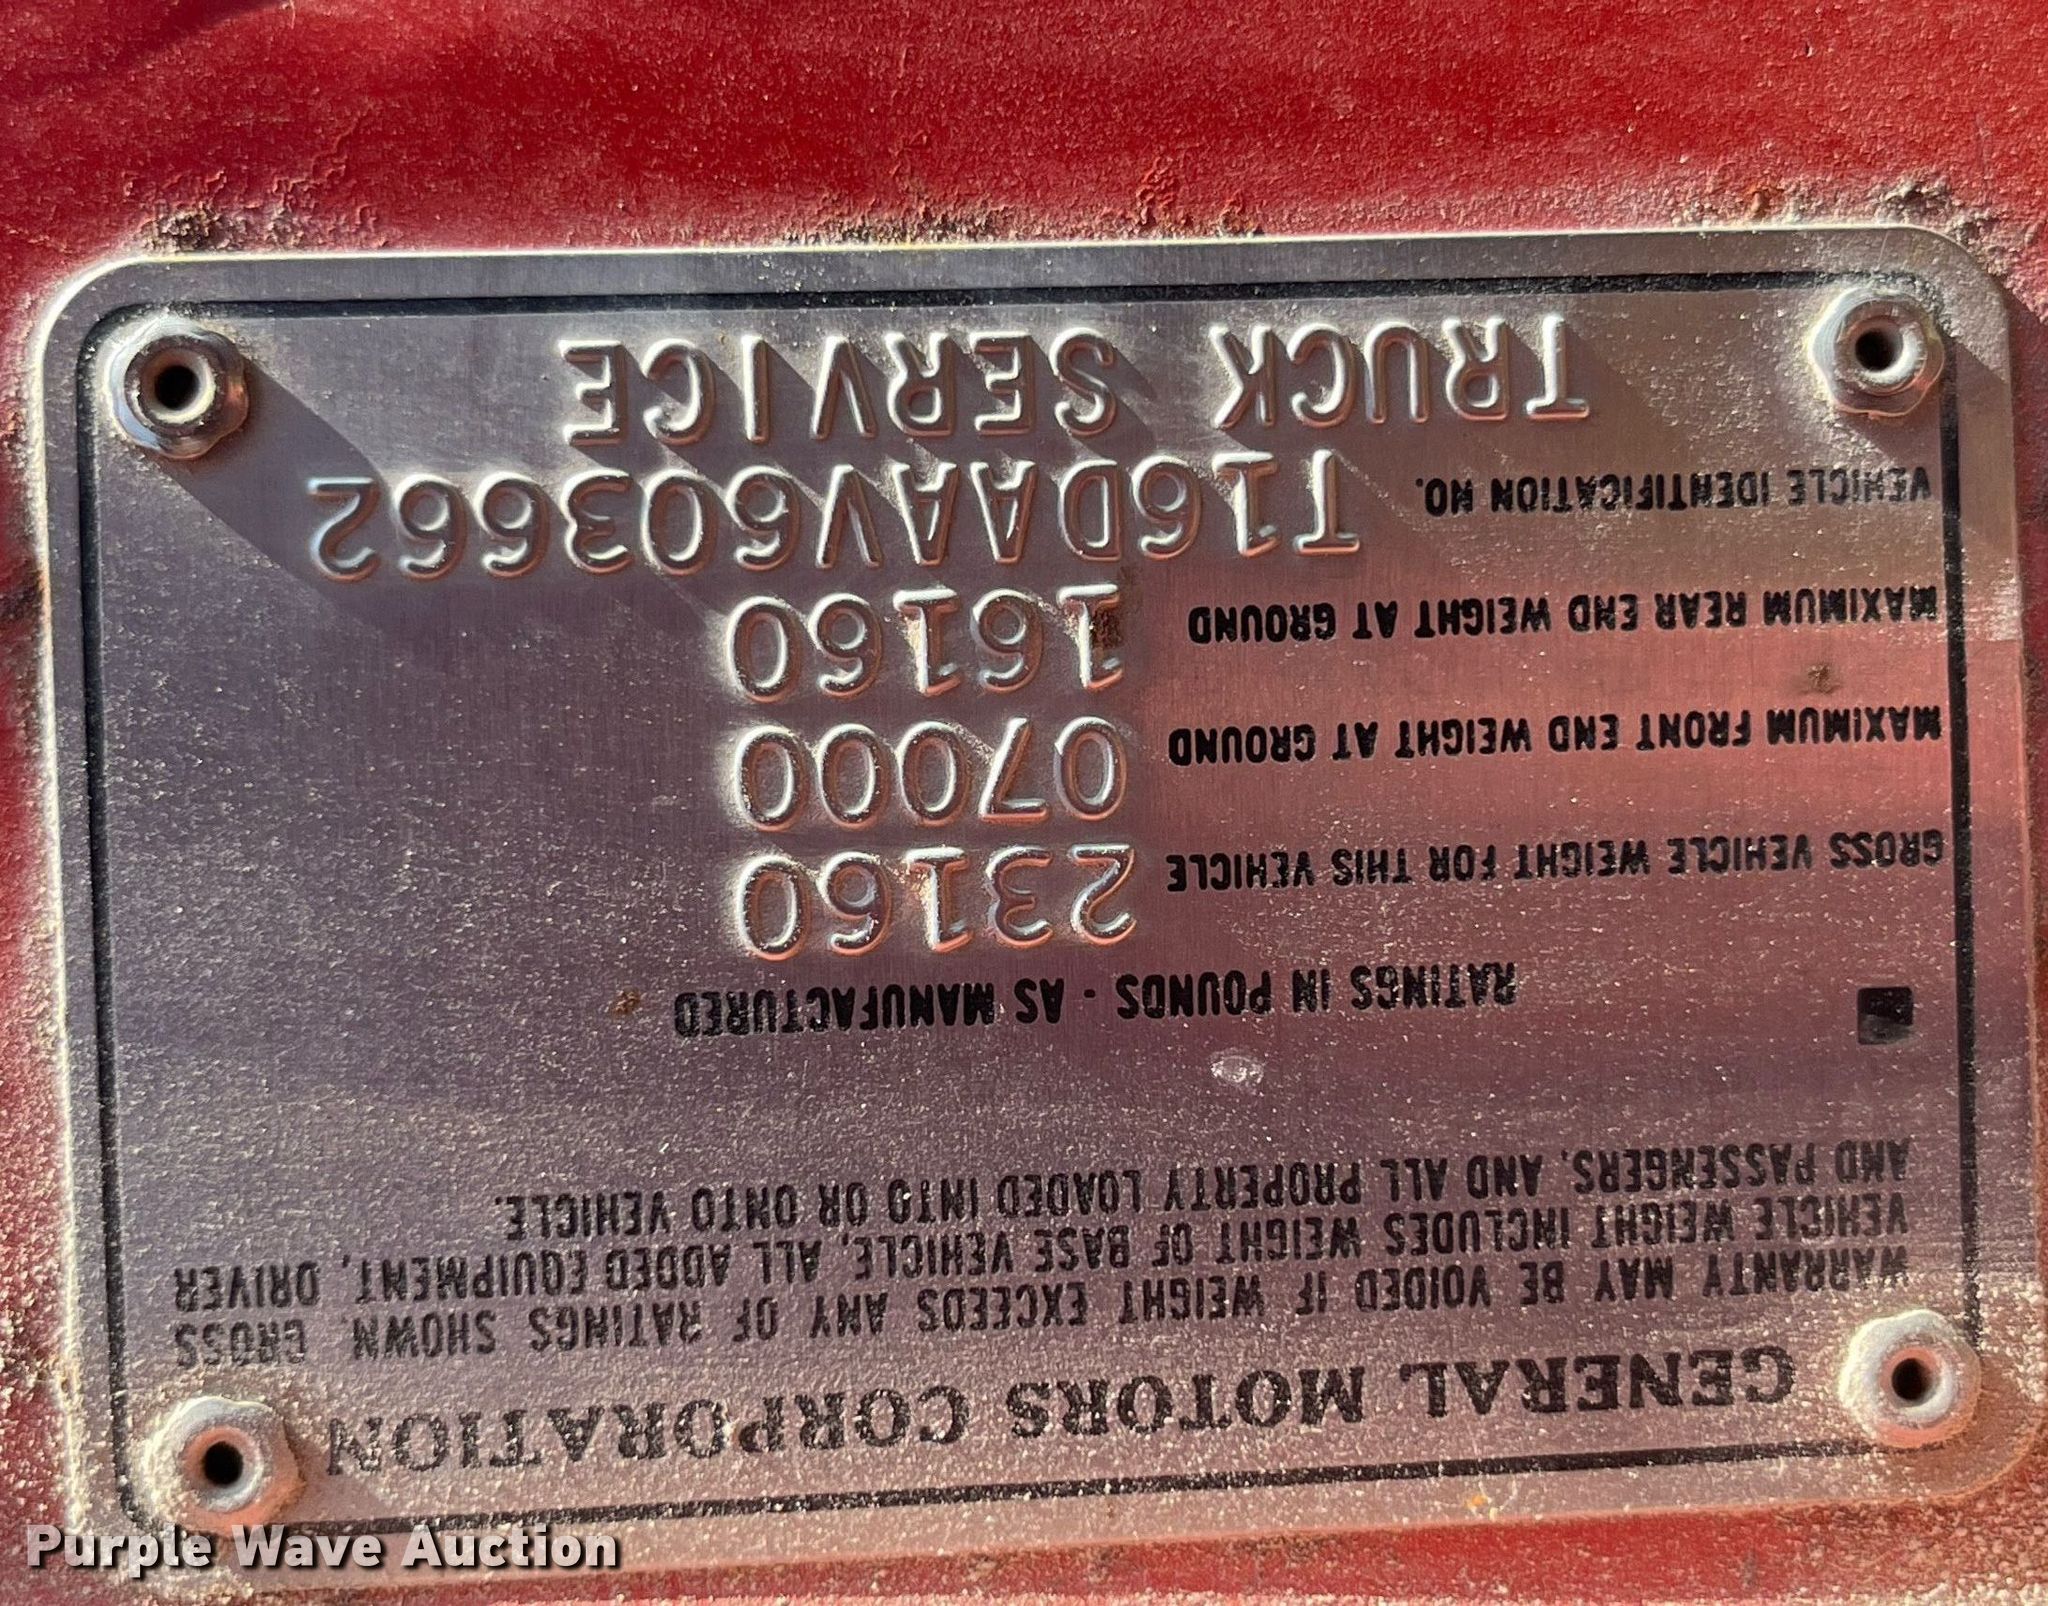 GENERAL MOTORS CORPORATION
WARRANTY MAY BE VOIDED IF WEIGHT EXCEEDS ANY OF RATINGS SHOWN. GROSS
VEHICLE WEIGHT INCLUDES WEIGHT OF BASE VEHICLE, ALL ADDED EQUIPMENT, DRIVER
AND PASSENGERS, AND ALL PROPERTY LOADED INTO OR ONTO VEHICLE.
RATINGS IN POUNDS - AS MANUFACTURED
GROSS VEHICLE WEIGHT FOR THIS VEHICLE 23160
MAXIMUM FRONT END WEIGHT AT GROUND 07000
MAXIMUM REAR END WEIGHT AT GROUND 16160
VEHICLE IDENTIFICATION NO. T16DAAV603662
TRUCK SERVICE
Purple Wave Auction